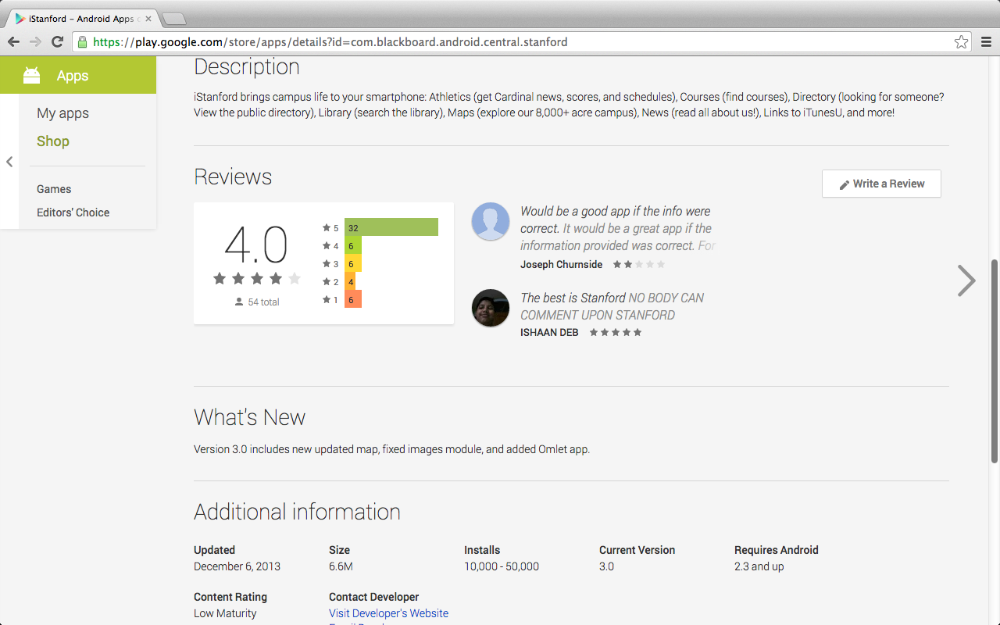 iStanford – Android Apps
https://play.google.com/store/apps/details?id=com.blackboard.android.central.stanford
Apps
My apps
Shop
Games
Editors' Choice
Description
iStanford brings campus life to your smartphone: Athletics (get Cardinal news, scores, and schedules), Courses (find courses), Directory (looking for someone?
View the public directory), Library (search the library), Maps (explore our 8,000+ acre campus), News (read all about us!), Links to iTunesU, and more!
Reviews
Write a Review
4.0
54 total
5 32
4 6
3 6
2 4
1 6
Would be a good app if the info were
correct. It would be a great app if the
information provided was correct. For
Joseph Churnside
The best is Stanford NO BODY CAN
COMMENT UPON STANFORD
ISHAAN DEB
What's New
Version 3.0 includes new updated map, fixed images module, and added Omlet app.
Additional information
Updated Size Installs Current Version Requires Android
December 6, 2013 6.6M 10,000 - 50,000 3.0 2.3 and up
Content Rating Contact Developer
Low Maturity Visit Developer's Website